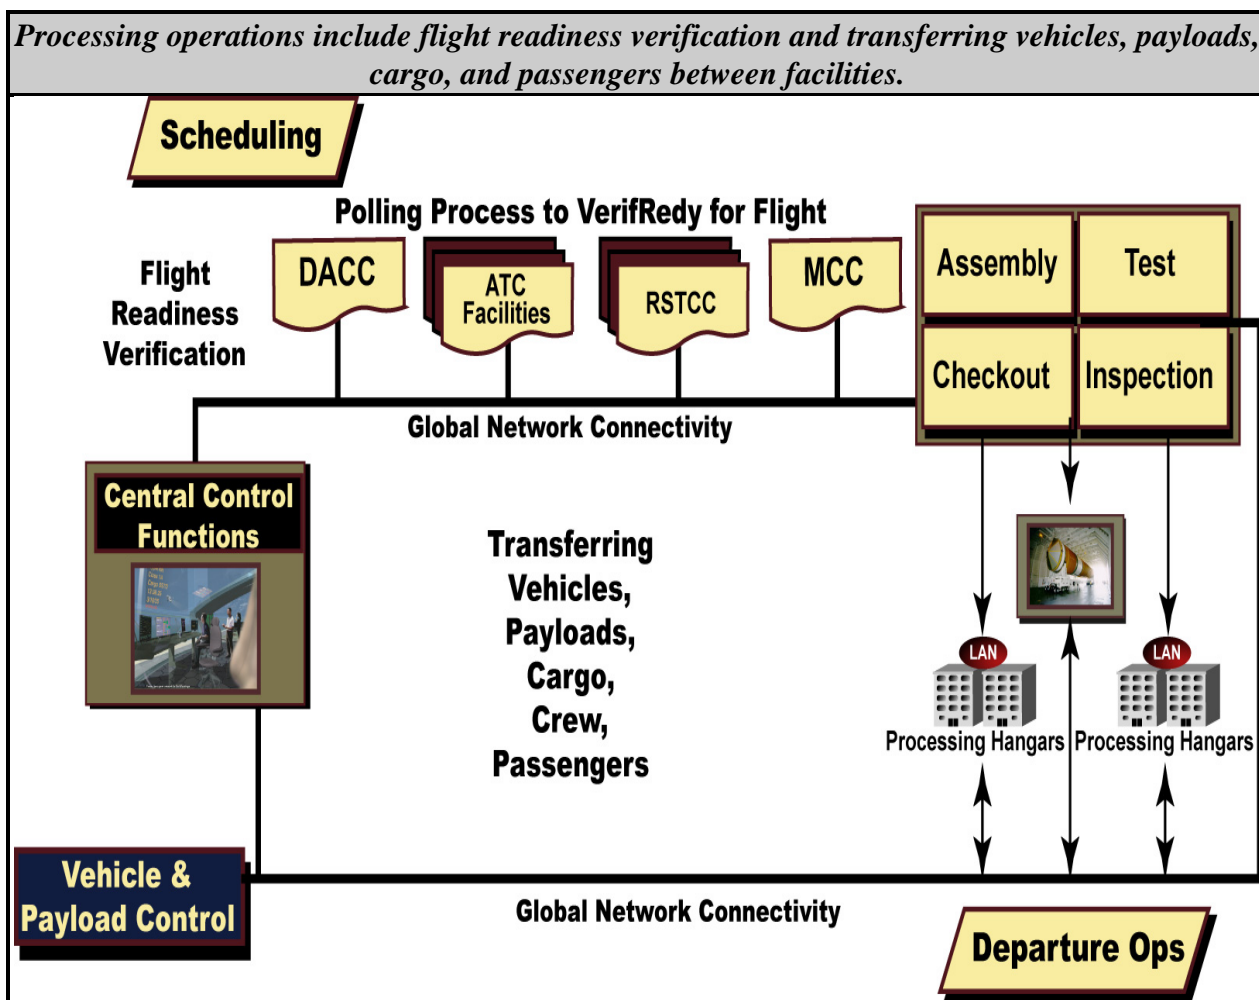 Processing operations include flight readiness verification and transferring vehicles, payloads,
cargo, and passengers between facilities.
Scheduling
Polling Process to VerifRedy for Flight
Flight
Readiness
Verification
DACC
ATC
Facilities
RSTCC
MCC
Assembly
Test
Checkout
Inspection
Global Network Connectivity
Central Control
Functions
Transferring
Vehicles,
Payloads,
Cargo,
Crew,
Passengers
LAN
Processing Hangars
LAN
Processing Hangars
Vehicle &
Payload Control
Global Network Connectivity
Departure Ops